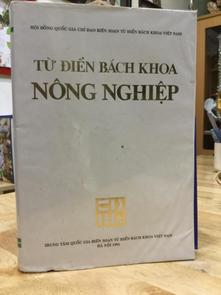 HỘI ĐỒNG QUỐC GIA CHỈ ĐẠO BIÊN SOẠN TỪ ĐIỂN BÁCH KHOA VIỆT NAM
TỪ ĐIỂN BÁCH KHOA
NÔNG NGHIỆP
TRUNG TÂM QUỐC GIA BIÊN SOẠN TỪ ĐIỂN BÁCH KHOA VIỆT NAM
HÀ NỘI 1991